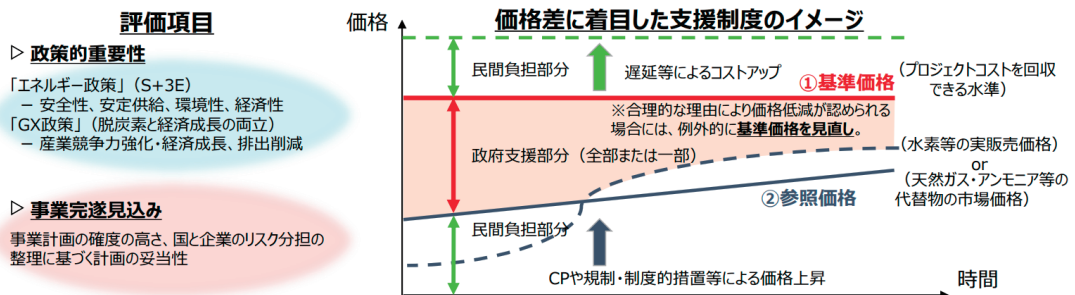 評価項目
▷ 政策的重要性
「エネルギー政策」（S+3E）
－ 安全性、安定供給、環境性、経済性
「GX政策」（脱炭素と経済成長の両立）
－ 産業競争力強化・経済成長、排出削減
▷ 事業完遂見込み
事業計画の確度の高さ、国と企業のリスク分担の
整理に基づく計画の妥当性
価格差に着目した支援制度のイメージ
価格
民間負担部分
遅延等によるコストアップ
①基準価格
（プロジェクトコストを回収
できる水準）
※合理的な理由により価格低減が認められる
場合には、例外的に基準価格を見直し。
政府支援部分（全部または一部）
（水素等の実販売価格）
or
（天然ガス・アンモニア等の
代替物の市場価格）
②参照価格
民間負担部分
CPや規制・制度的措置等による価格上昇
時間